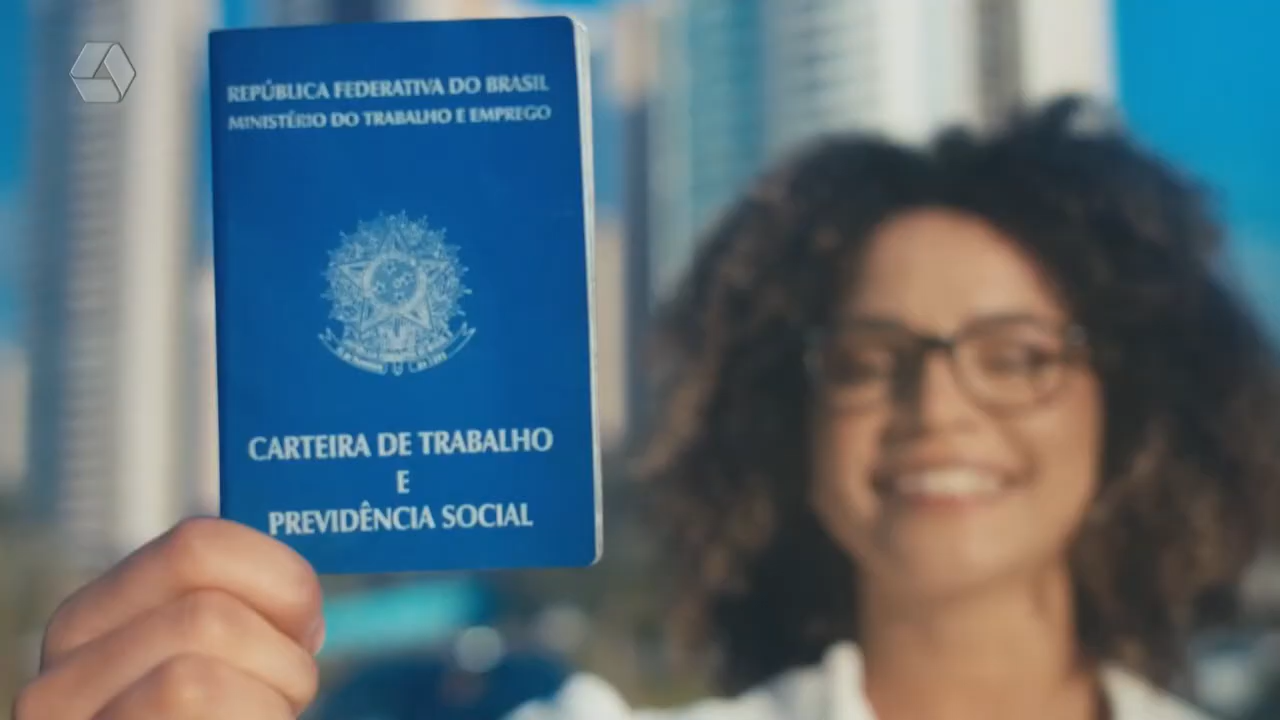 REPÚBLICA FEDERATIVA DO BRASIL
MINISTÉRIO DO TRABALHO E EMPREGO
CARTEIRA DE TRABALHO
E
PREVIDÊNCIA SOCIAL